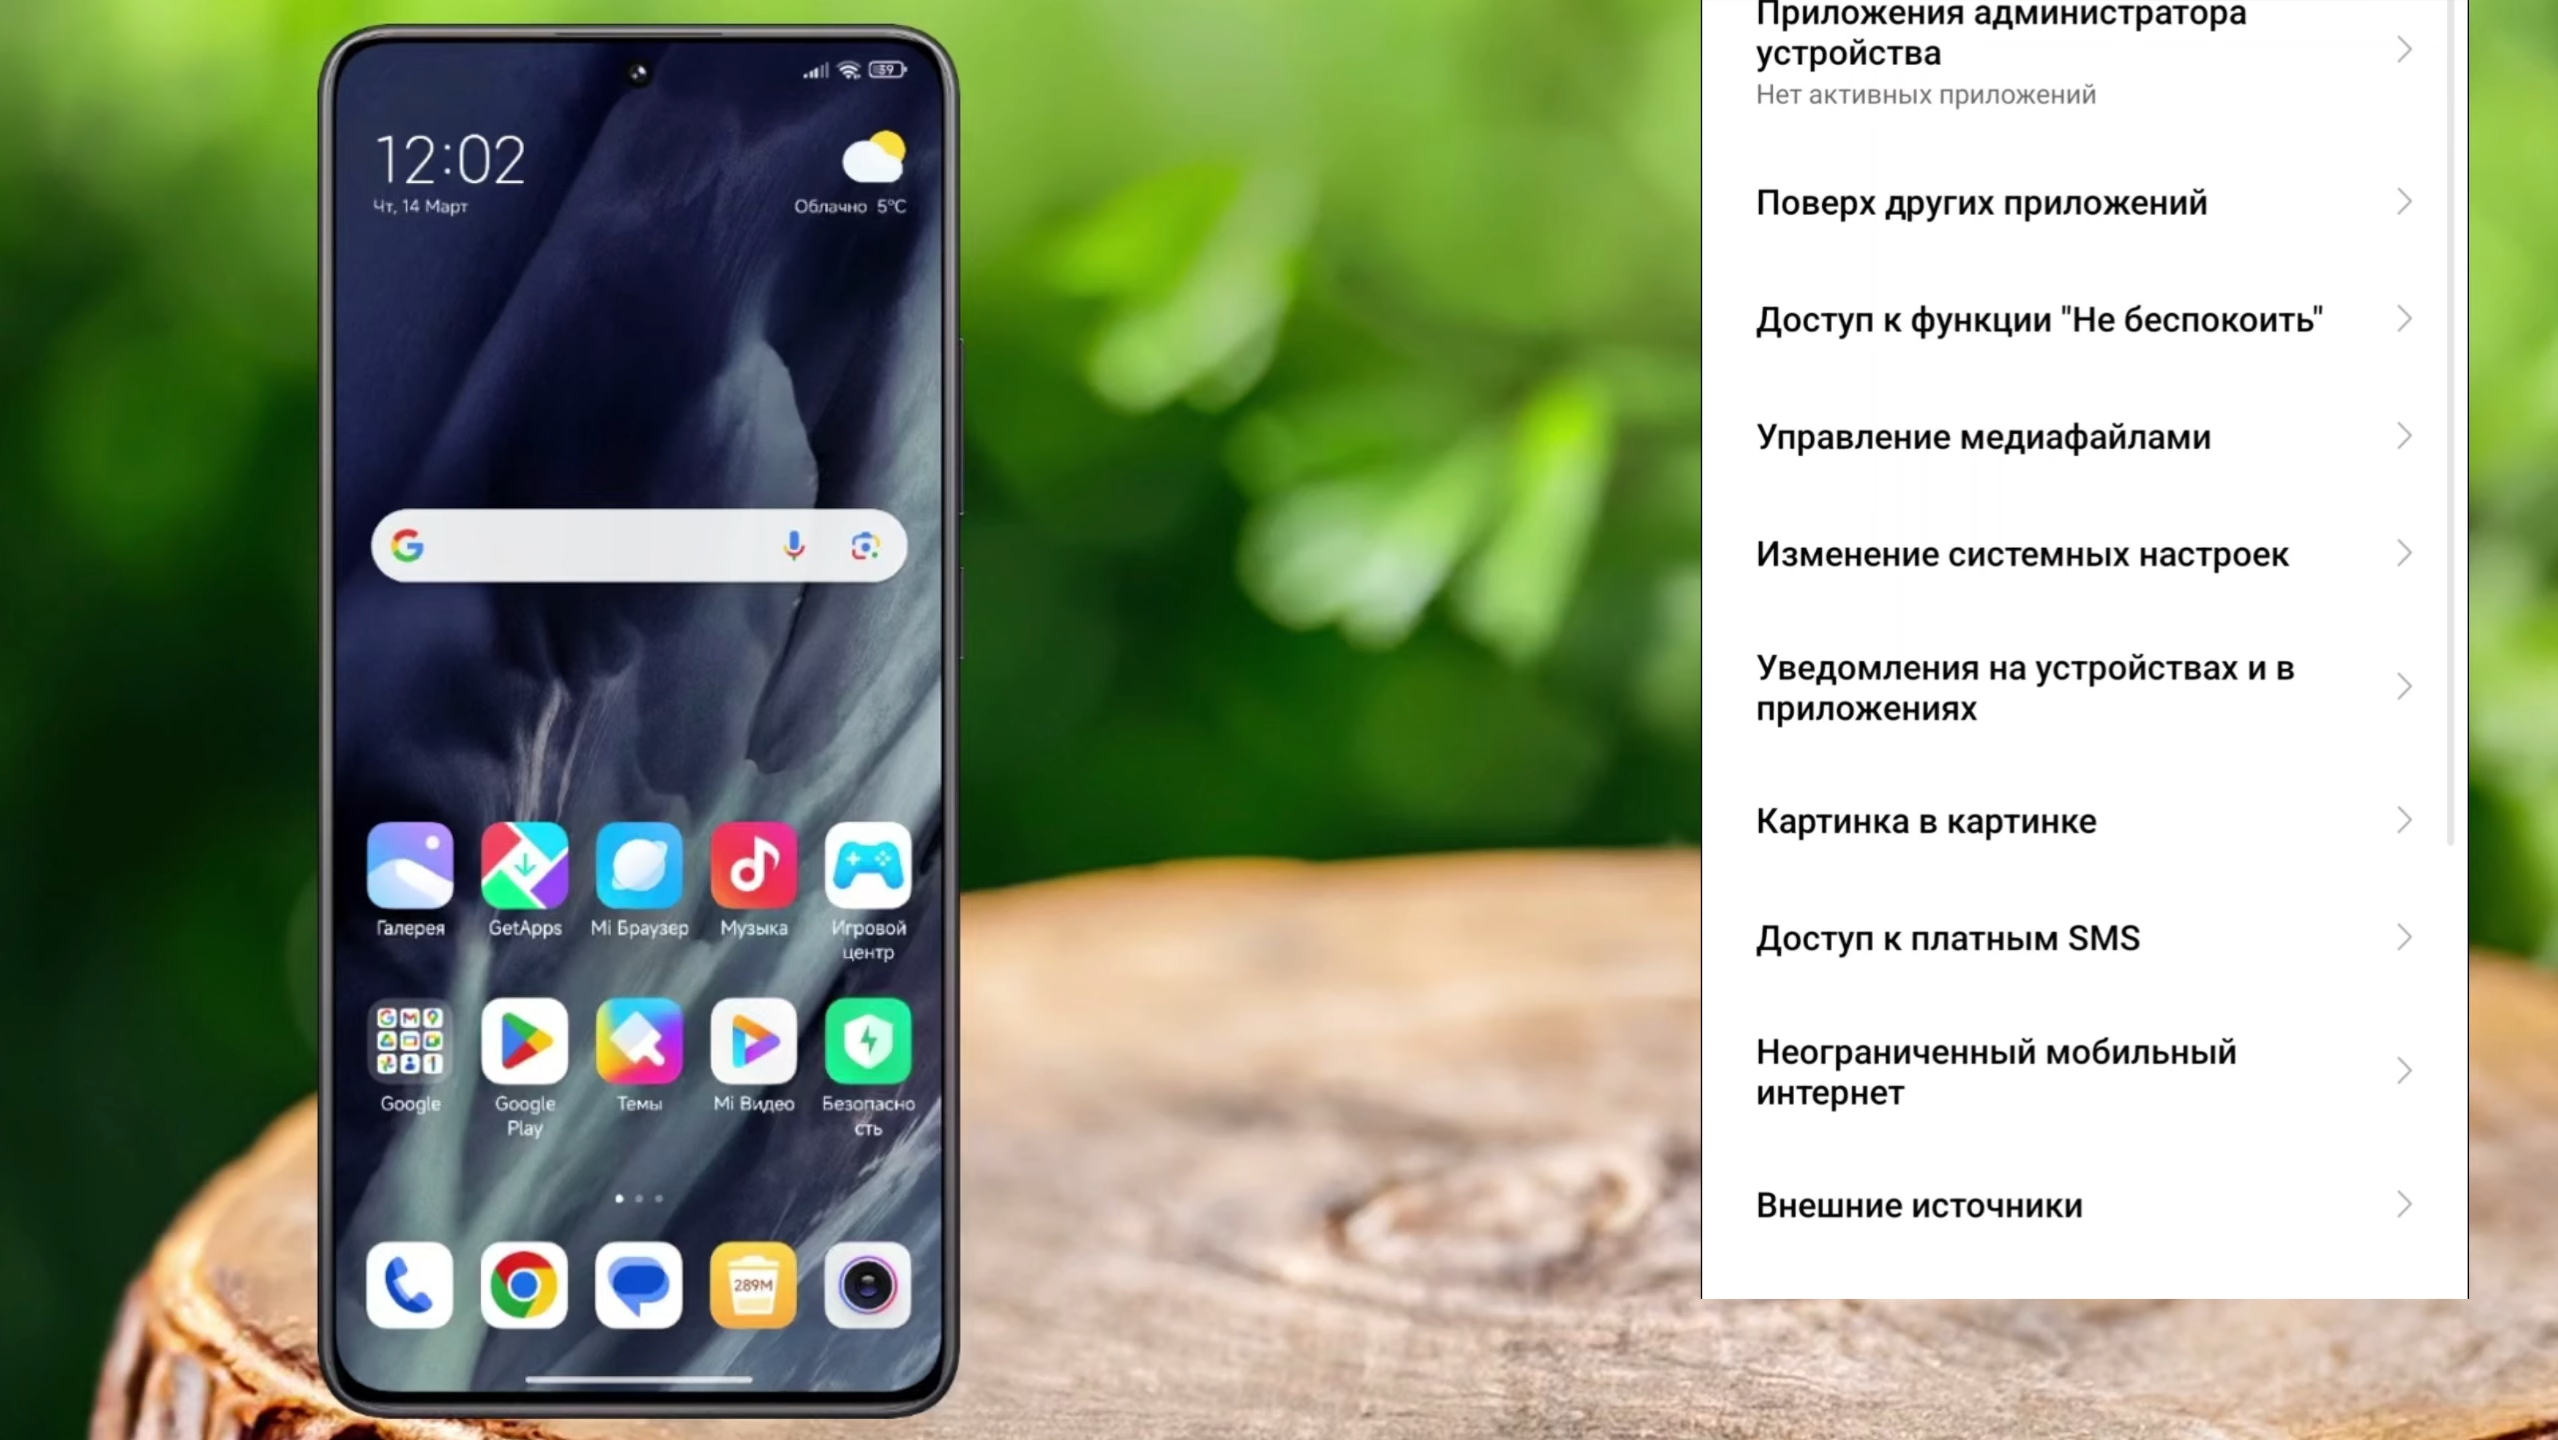 59
12:02
Чт, 14 Март
Облачно 5°C
Галерея
GetApps
Mi Браузер
Музыка
Игровой
центр
Google
Google
Play
Темы
Mi Видео
Безопасно
сть
289M
Приложения администратора
устройства
Нет активных приложений
Поверх других приложений
Доступ к функции "Не беспокоить"
Управление медиафайлами
Изменение системных настроек
Уведомления на устройствах и в
приложениях
Картинка в картинке
Доступ к платным SMS
Неограниченный мобильный
интернет
Внешние источники